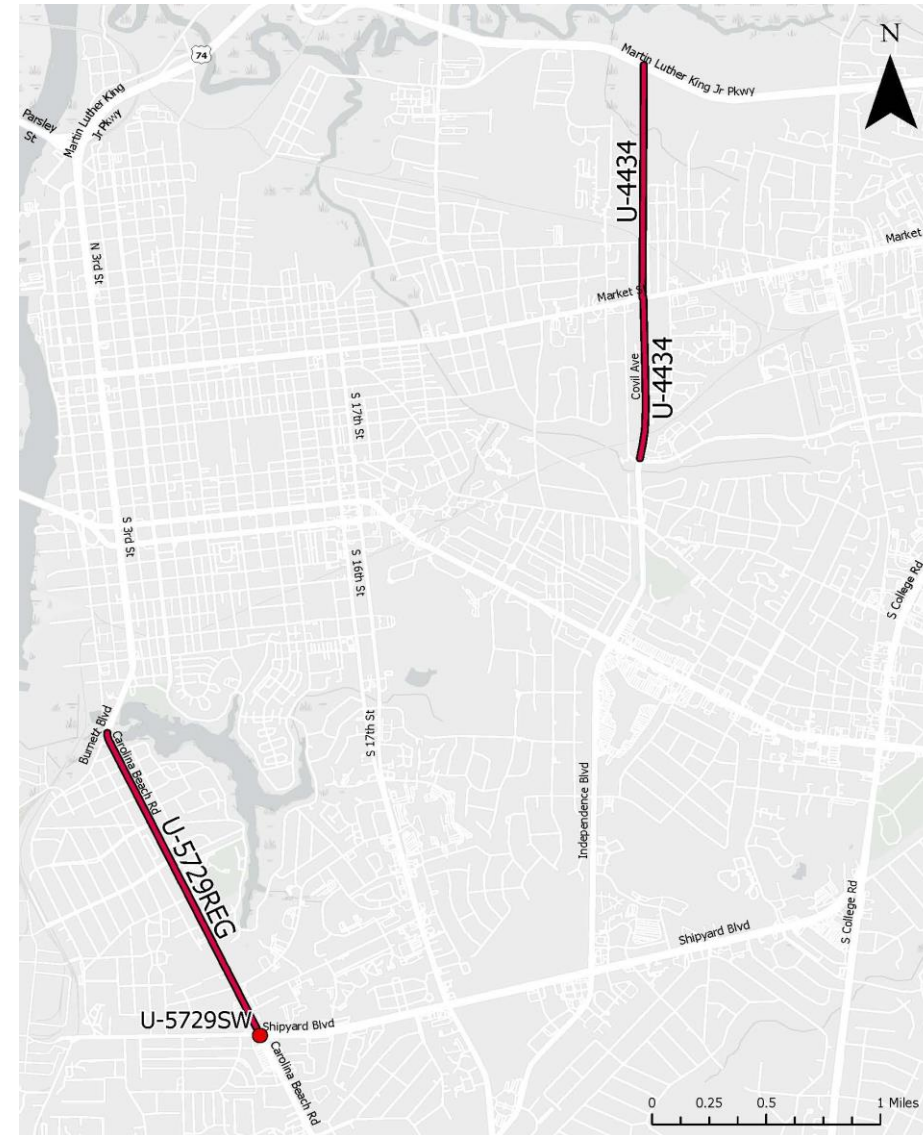 N
74
Martin Luther King Jr Pkwy
Martin Luther King
Jr Pkwy
Parsley
St
U-4434
N 3rd St
Market
Market S
Covil Ave
U-4434
S 17th St
S 3rd St
S 16th St
S College Rd
Burnett Blvd
Carolina Beach Rd
S 17th St
Independence Blvd
U-5729REG
S College Rd
Shipyard Blvd
U-5729SW
Shipyard Blvd
Carolina Beach Rd
0 0.25 0.5 1 Miles